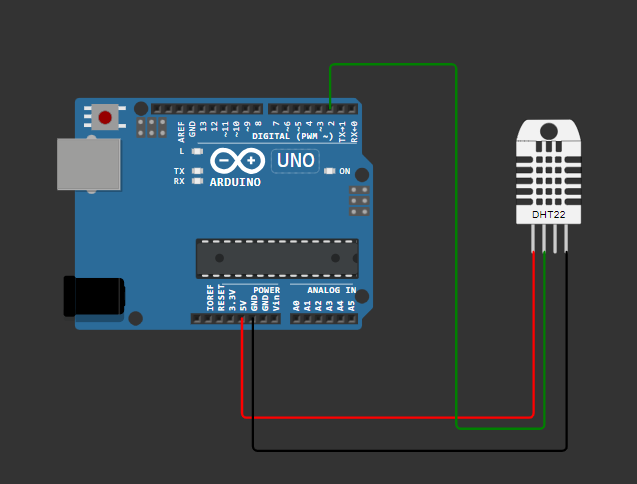 AREF
GND
13
12
~11
~10
~9
8
7
~6
~5
4
~3
2
TX→1
RX←0
DIGITAL (PWM ~)
L
UNO
TX
RX
ON
ARDUINO
DHT22
POWER
ANALOG IN
IOREF
RESET
3.3V
5V
GND
GND
Vin
A0
A1
A2
A3
A4
A5